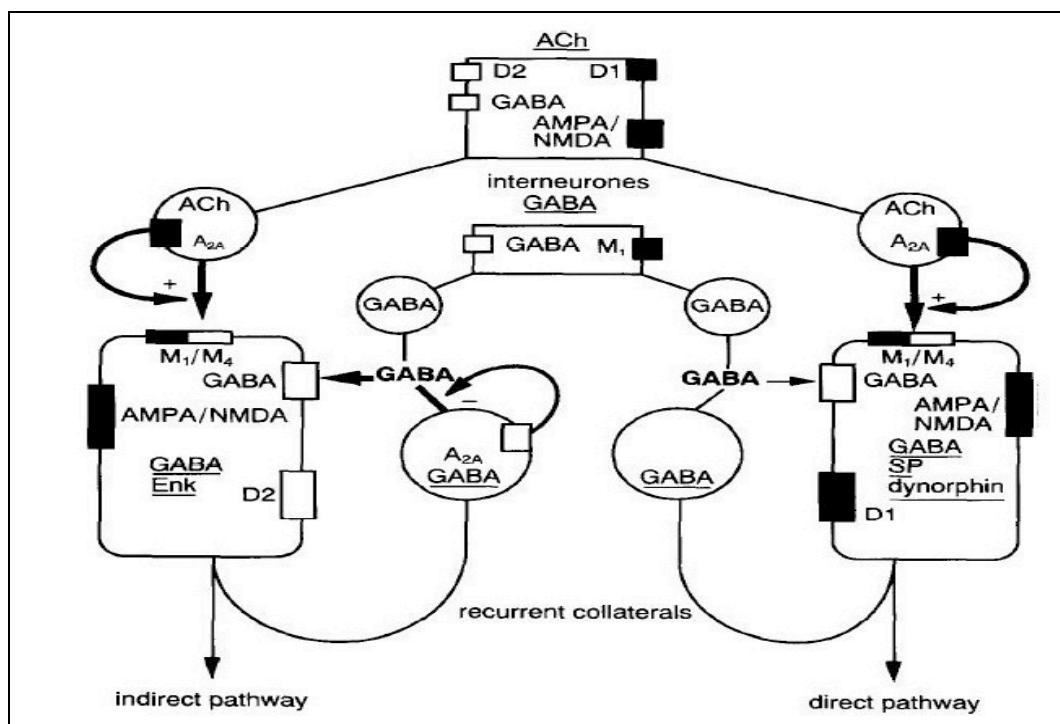 ACh
D2 D1
GABA
AMPA/
NMDA
interneurones
GABA
ACh
A2A
+
GABA M1
ACh
A2A
+
GABA
GABA
M1/M4
GABA
AMPA/NMDA
GABA
Enk
D2
GABA
–
A2A
GABA
GABA
GABA
M1/M4
GABA
AMPA/
NMDA
GABA
SP
dynorphin
D1
recurrent collaterals
indirect pathway
direct pathway